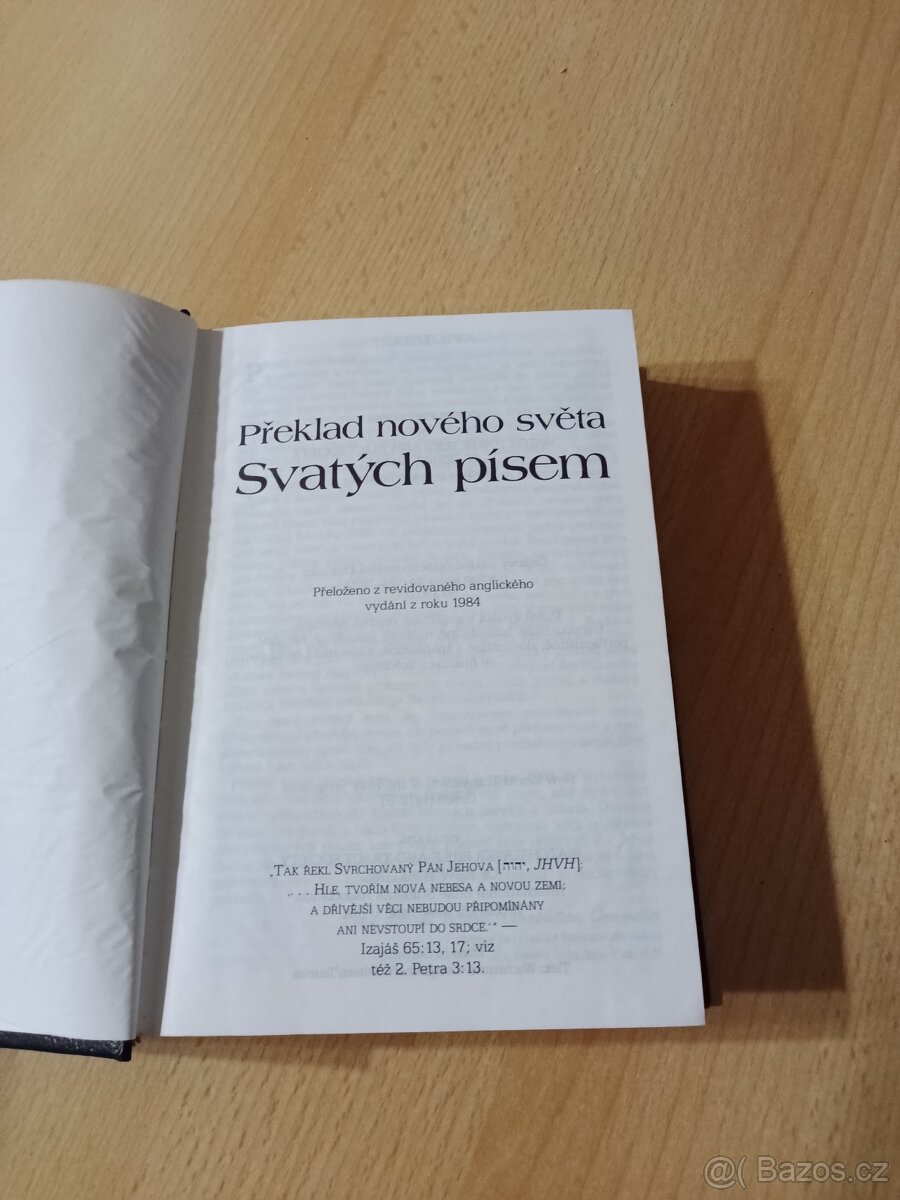 Překlad nového světa
Svatých písem
Přeloženo z revidovaného anglického
vydání z roku 1984
„Tak řekl Svrchovaný Pán Jehova [יהוה, JHVH]:
‚. . . Hle, tvořím nová nebesa a novou zemi;
a dřívější věci nebudou připomínány
ani nevstoupí do srdce.‘“ —
Izajáš 65:13, 17; viz
též 2. Petra 3:13.
@( Bazos.cz